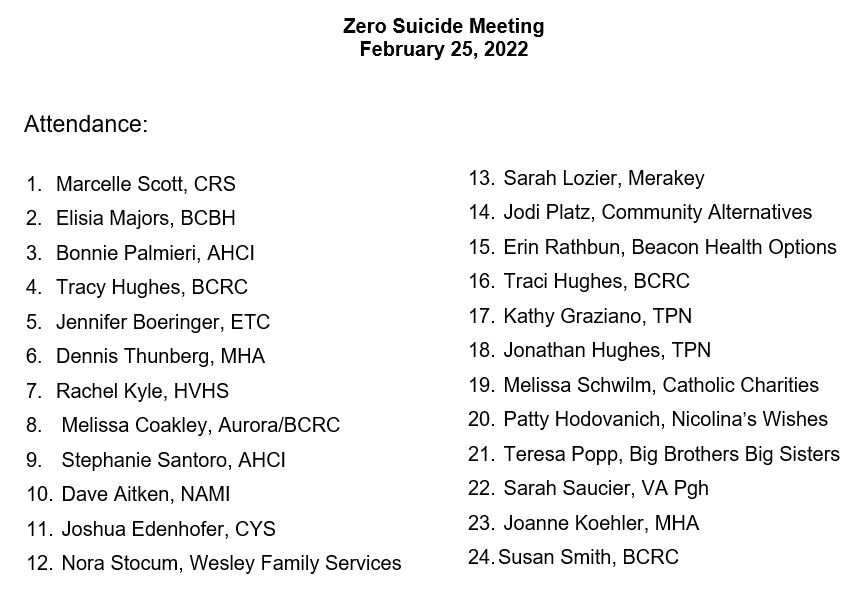 Zero Suicide Meeting
February 25, 2022
Attendance:
1. Marcelle Scott, CRS
2. Elisia Majors, BCBH
3. Bonnie Palmieri, AHCI
4. Tracy Hughes, BCRC
5. Jennifer Boeringer, ETC
6. Dennis Thunberg, MHA
7. Rachel Kyle, HVHS
8. Melissa Coakley, Aurora/BCRC
9. Stephanie Santoro, AHCI
10. Dave Aitken, NAMI
11. Joshua Edenhofer, CYS
12. Nora Stocum, Wesley Family Services
13. Sarah Lozier, Merakey
14. Jodi Platz, Community Alternatives
15. Erin Rathbun, Beacon Health Options
16. Traci Hughes, BCRC
17. Kathy Graziano, TPN
18. Jonathan Hughes, TPN
19. Melissa Schwilm, Catholic Charities
20. Patty Hodovanich, Nicolina’s Wishes
21. Teresa Popp, Big Brothers Big Sisters
22. Sarah Saucier, VA Pgh
23. Joanne Koehler, MHA
24. Susan Smith, BCRC